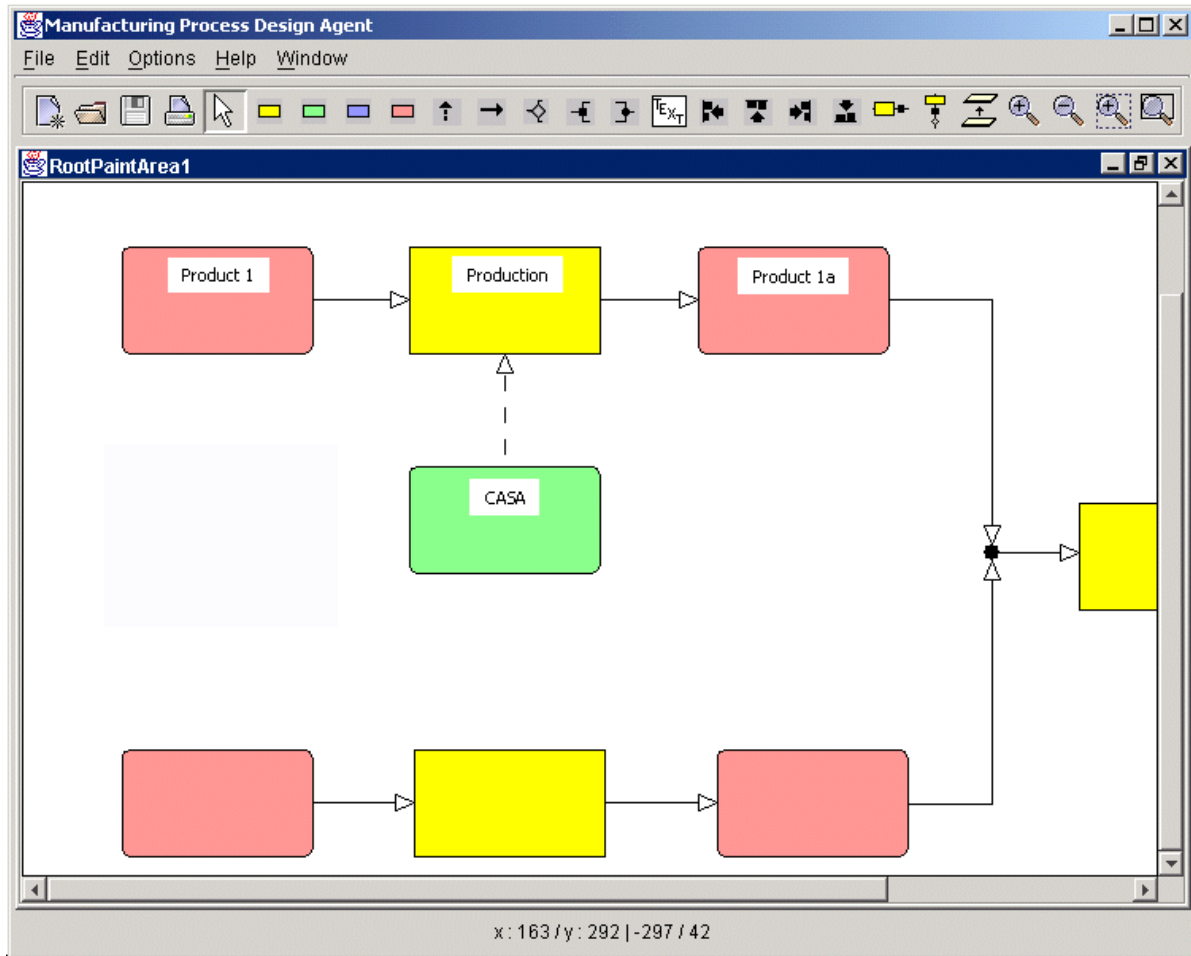 Manufacturing Process Design Agent
File Edit Options Help Window
TEXT
RootPaintArea1
Product 1
Production
Product 1a
CASA
x : 163 / y : 292 | -297 / 42